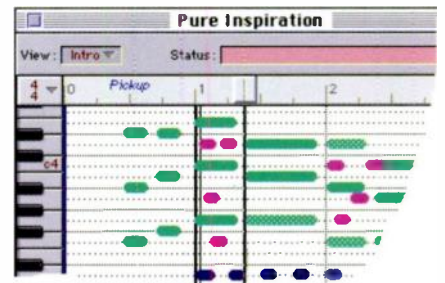 Pure Inspiration
View: Intro Status:
4 4 0 Pickup 1 2
c4